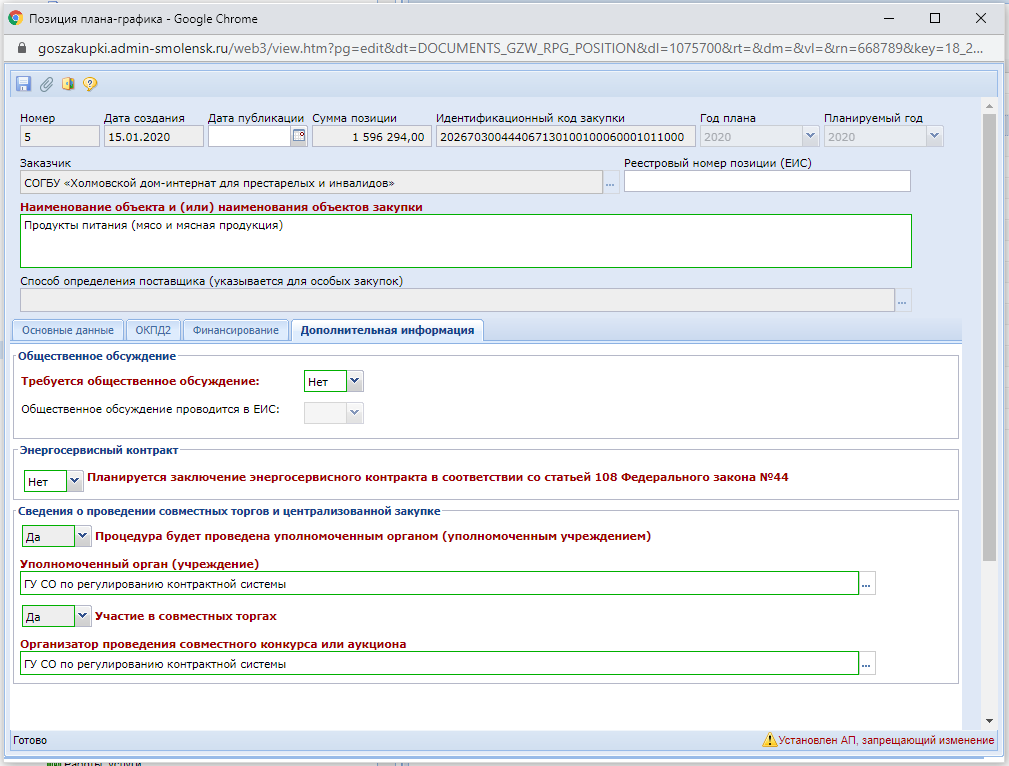 Позиция плана-графика - Google Chrome
goszakupki.admin-smolensk.ru/web3/view.htm?pg=edit&dt=DOCUMENTS_GZW_RPG_POSITION&dl=1075700&rt=&dm=&vl=&rn=668789&key=18_2...
Номер Дата создания Дата публикации Сумма позиции Идентификационный код закупки Год плана Планируемый год
5 15.01.2020 1 596 294,00 202670300444067130100100060001011000 2020 2020
Заказчик Реестровый номер позиции (ЕИС)
СОГБУ «Холмовской дом-интернат для престарелых и инвалидов» ...
Наименование объекта и (или) наименования объектов закупки
Продукты питания (мясо и мясная продукция)
Способ определения поставщика (указывается для особых закупок)
...
Основные данные ОКПД2 Финансирование Дополнительная информация
Общественное обсуждение
Требуется общественное обсуждение: Нет
Общественное обсуждение проводится в ЕИС:
Энергосервисный контракт
Нет Планируется заключение энергосервисного контракта в соответствии со статьей 108 Федерального закона №44
Сведения о проведении совместных торгов и централизованной закупке
Да Процедура будет проведена уполномоченным органом (уполномоченным учреждением)
Уполномоченный орган (учреждение)
ГУ СО по регулированию контрактной системы ...
Да Участие в совместных торгах
Организатор проведения совместного конкурса или аукциона
ГУ СО по регулированию контрактной системы ...
Готово Установлен АП, запрещающий изменение